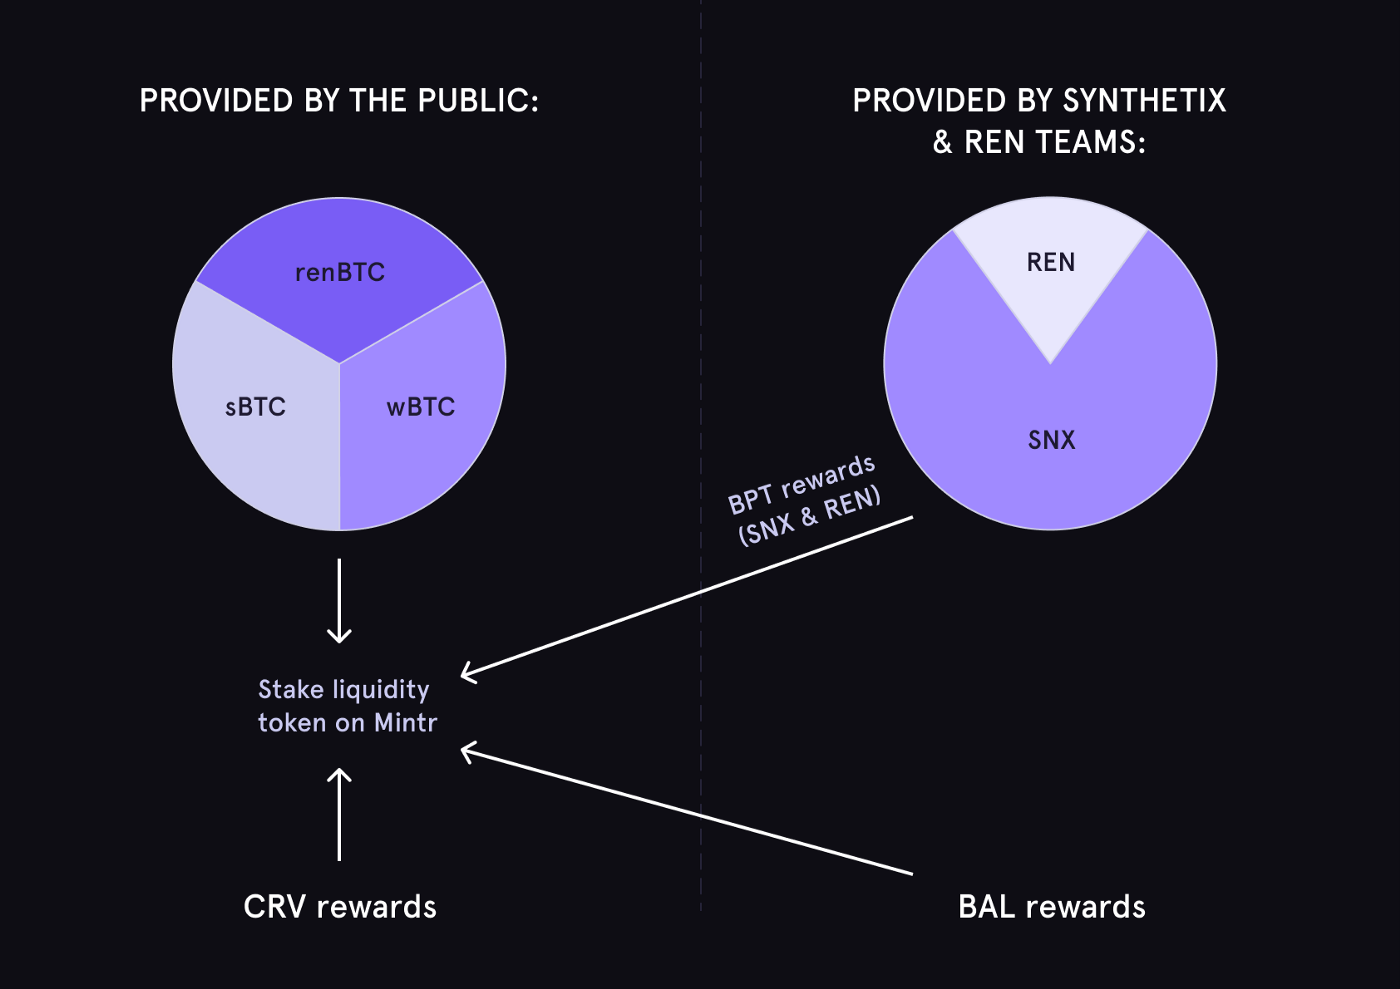 PROVIDED BY THE PUBLIC:
renBTC
sBTC
wBTC
PROVIDED BY SYNTHETIX
& REN TEAMS:
REN
SNX
BPT rewards
(SNX & REN)
Stake liquidity
token on Mintr
CRV rewards
BAL rewards